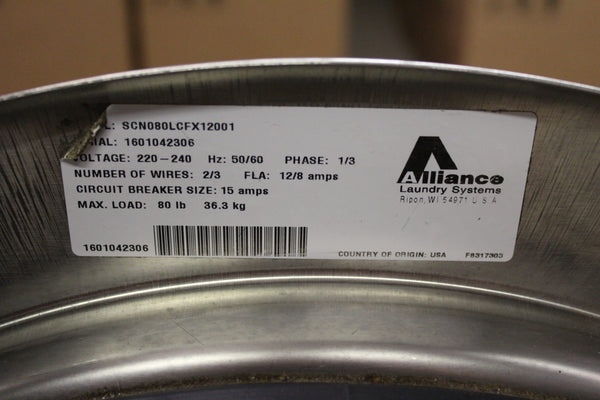 L: SCN080LCFX12001
IAL: 1601042306
VOLTAGE: 220-240 Hz: 50/60 PHASE: 1/3
NUMBER OF WIRES: 2/3 FLA: 12/8 amps
CIRCUIT BREAKER SIZE: 15 amps
MAX. LOAD: 80 lb 36.3 kg
Alliance
Laundry Systems
Ripon, WI 54971 U S A
1601042306
COUNTRY OF ORIGIN: USA F8317303